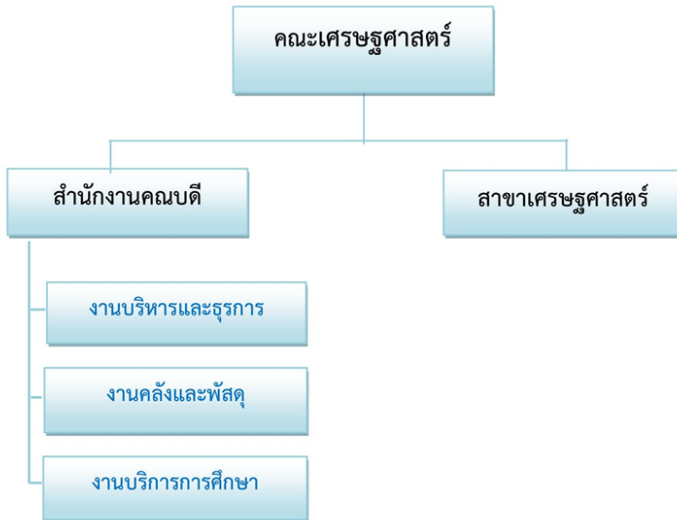 คณะเศรษฐศาสตร์
สำนักงานคณบดี
สาขาเศรษฐศาสตร์
งานบริหารและธุรการ
งานคลังและพัสดุ
งานบริการการศึกษา